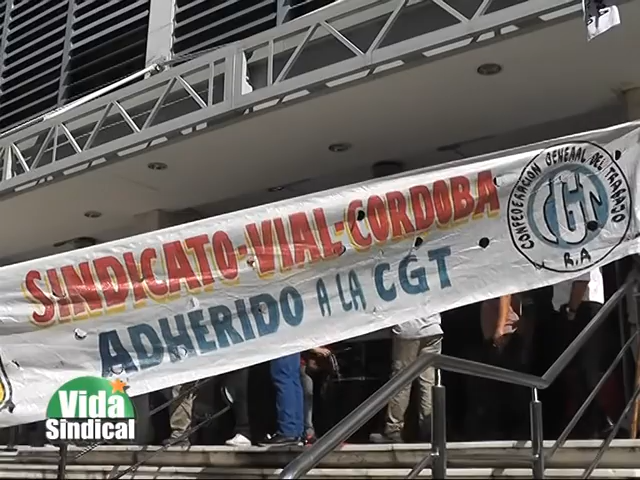 SINDICATO-VIAL-CORDOBA
ADHERIDO A LA CGT
CONFEDERACION GENERAL DEL TRABAJO
CGT
R.A
Vida
Sindical